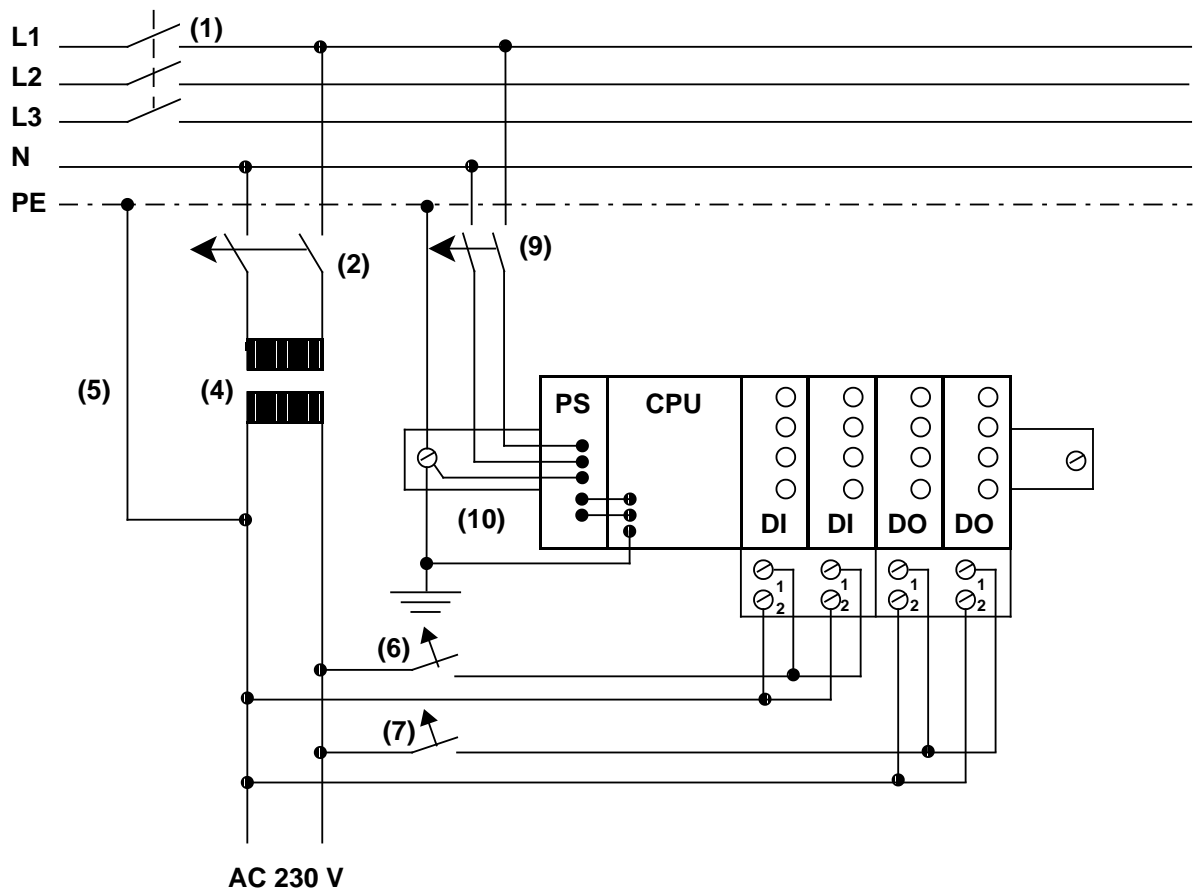 L1
(1)
L2
L3
N
PE
(2)
(9)
(5)
(4)
PS
CPU
DI
DI
DO
DO
(10)
1
1
1
1
2
2
2
2
(6)
(7)
AC 230 V